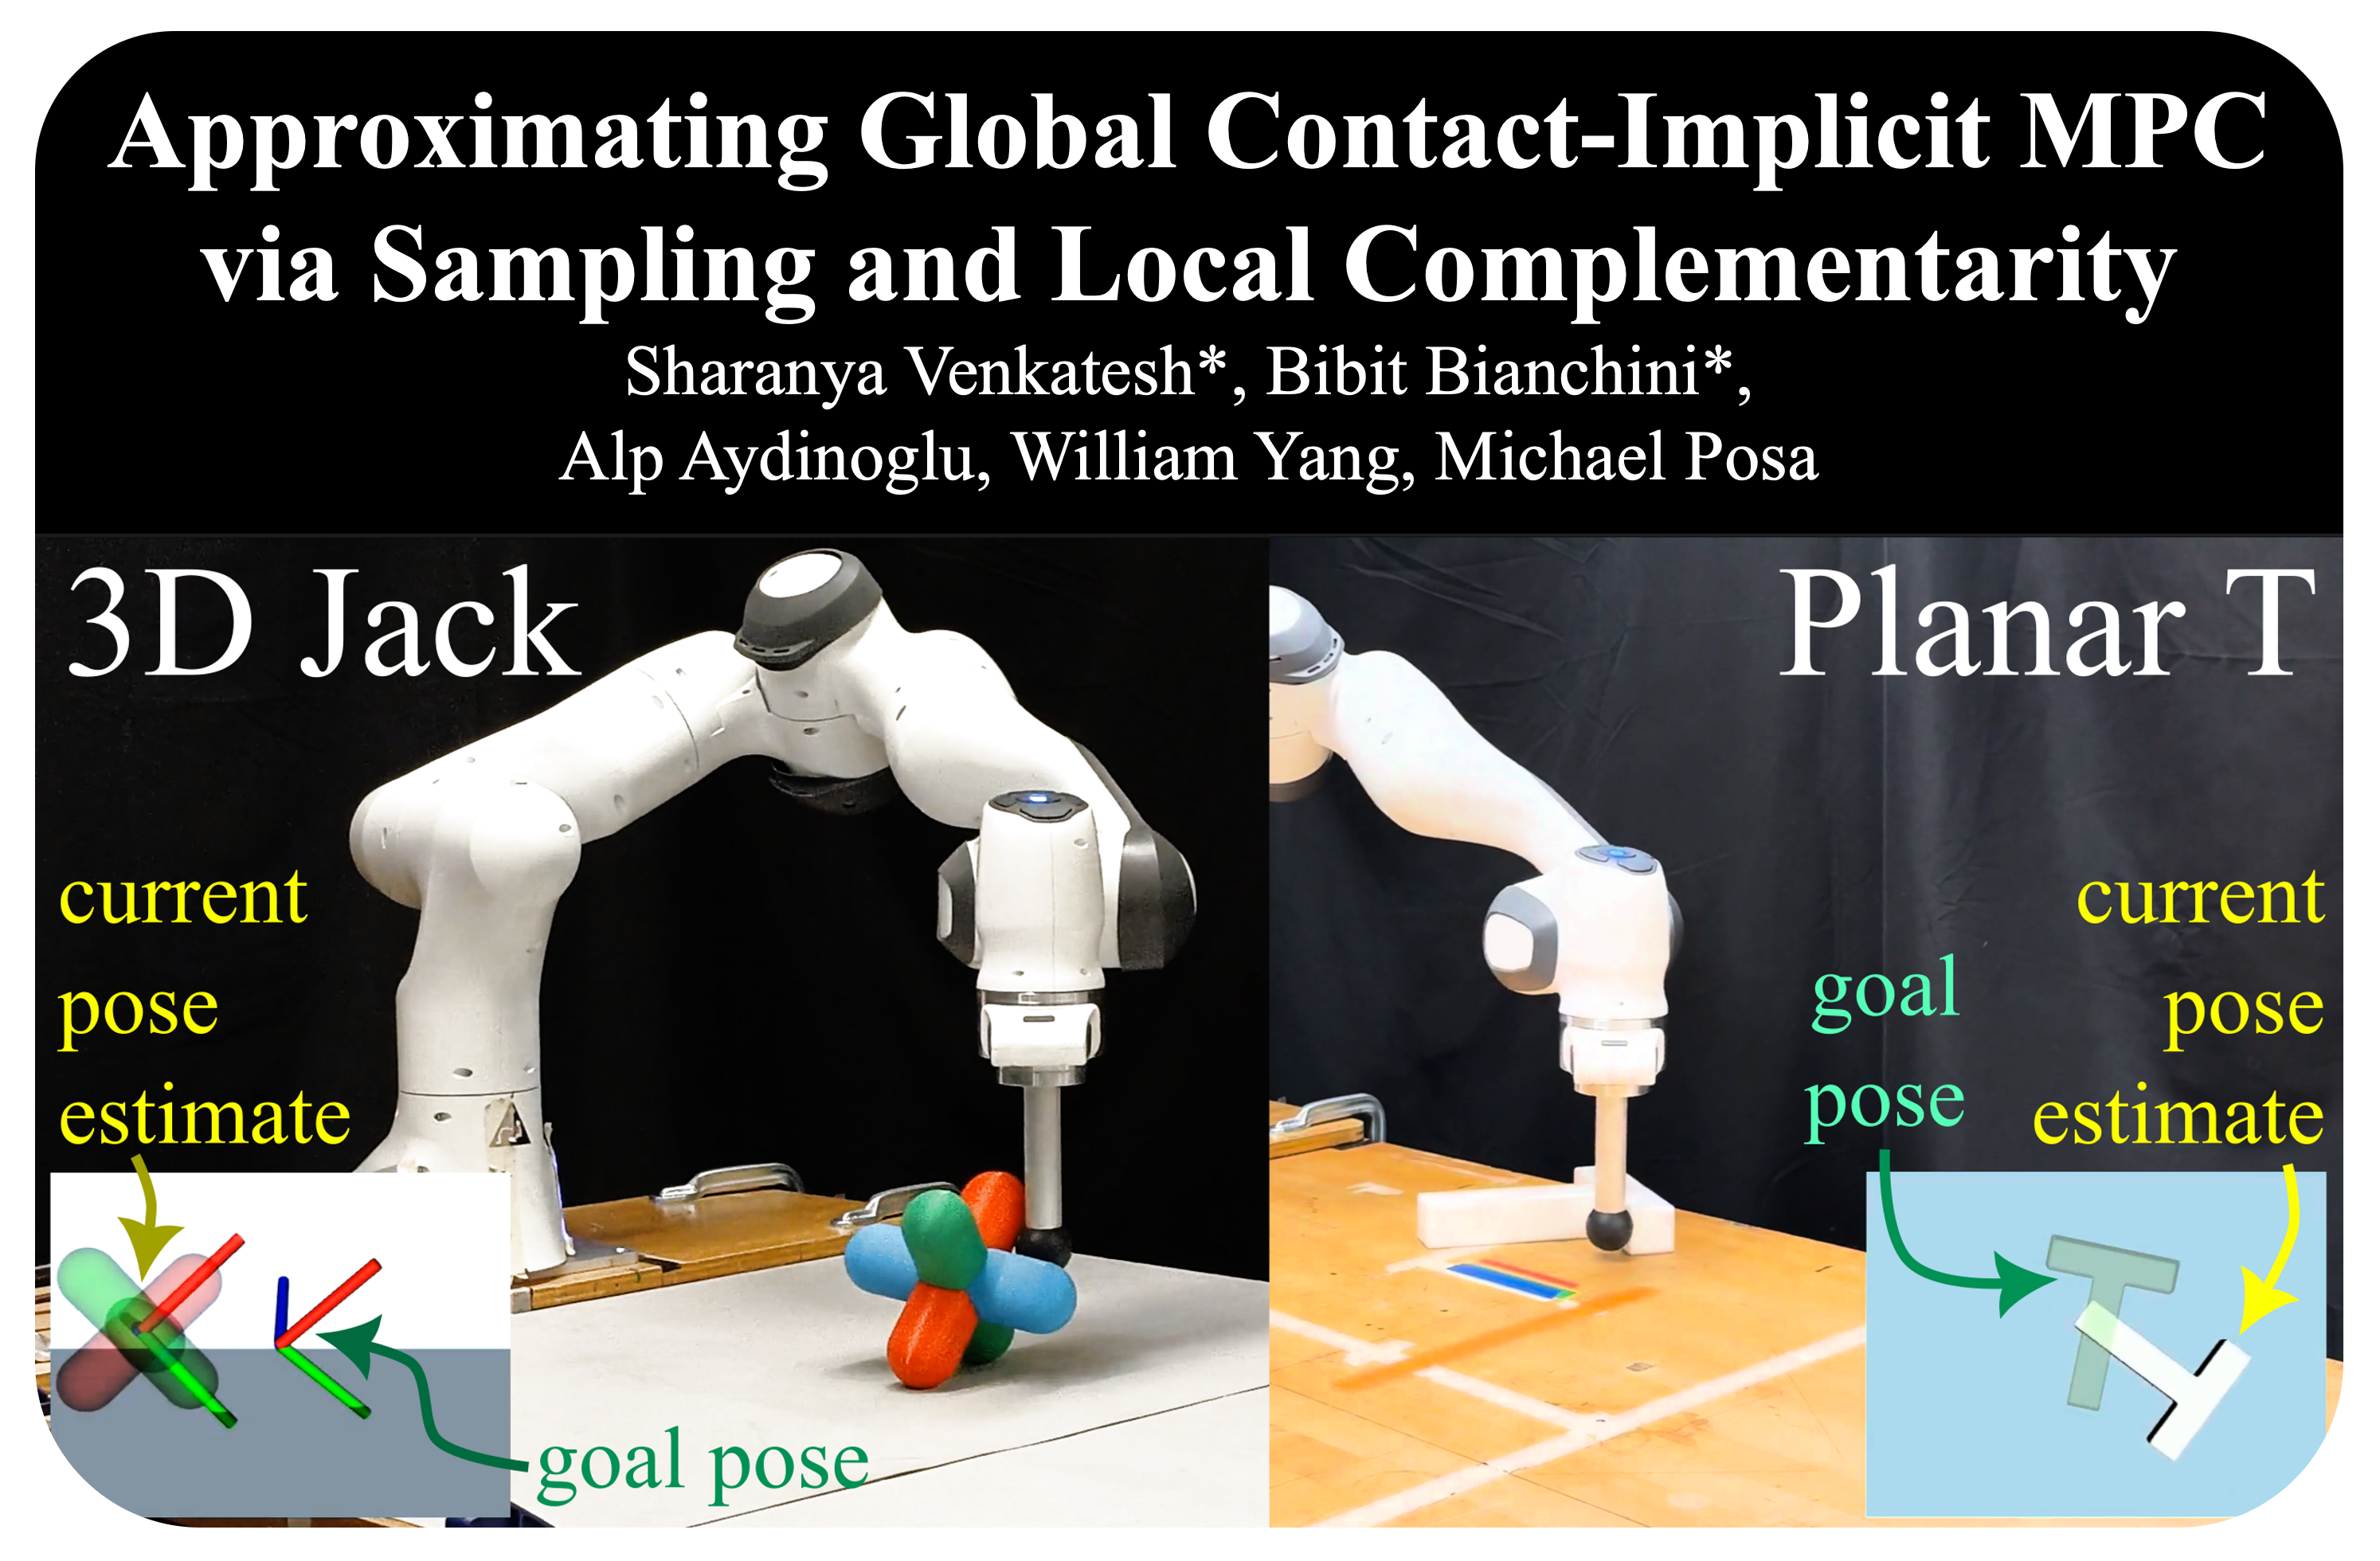 Approximating Global Contact-Implicit MPC
via Sampling and Local Complementarity
Sharanya Venkatesh*, Bibit Bianchini*,
Alp Aydinoglu, William Yang, Michael Posa
3D Jack
current
pose
estimate
goal pose
Planar T
goal
pose
current
pose
estimate